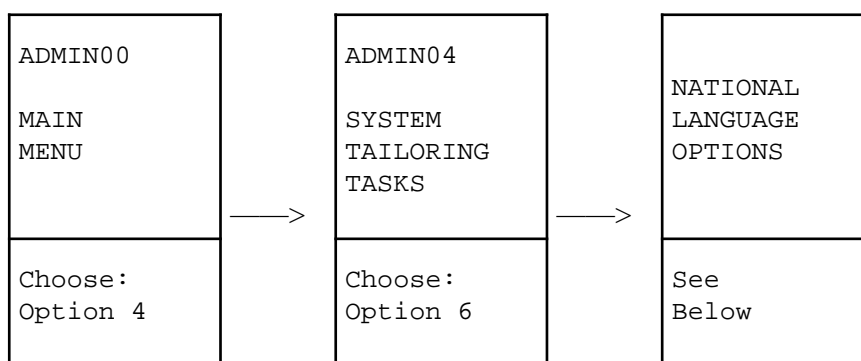 ADMIN00
MAIN
MENU
Choose:
Option 4
ADMIN04
SYSTEM
TAILORING
TASKS
Choose:
Option 6
NATIONAL
LANGUAGE
OPTIONS
See
Below